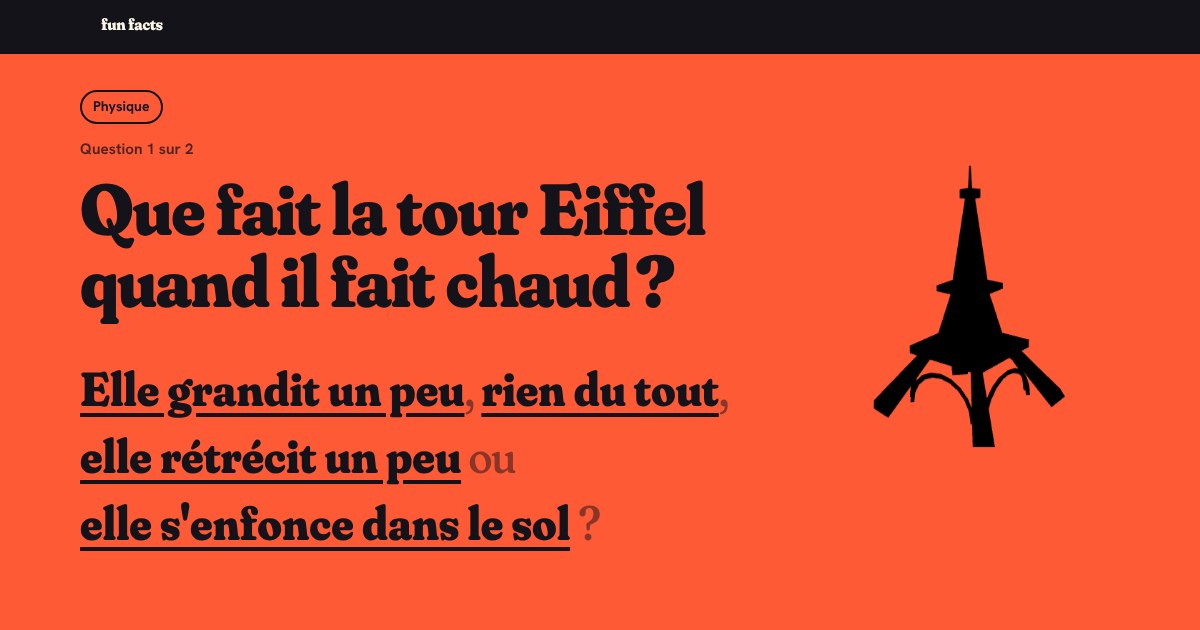 fun facts
Physique
Question 1 sur 2
Que fait la tour Eiffel
quand il fait chaud ?
Elle grandit un peu, rien du tout,
elle rétrécit un peu ou
elle s'enfonce dans le sol ?